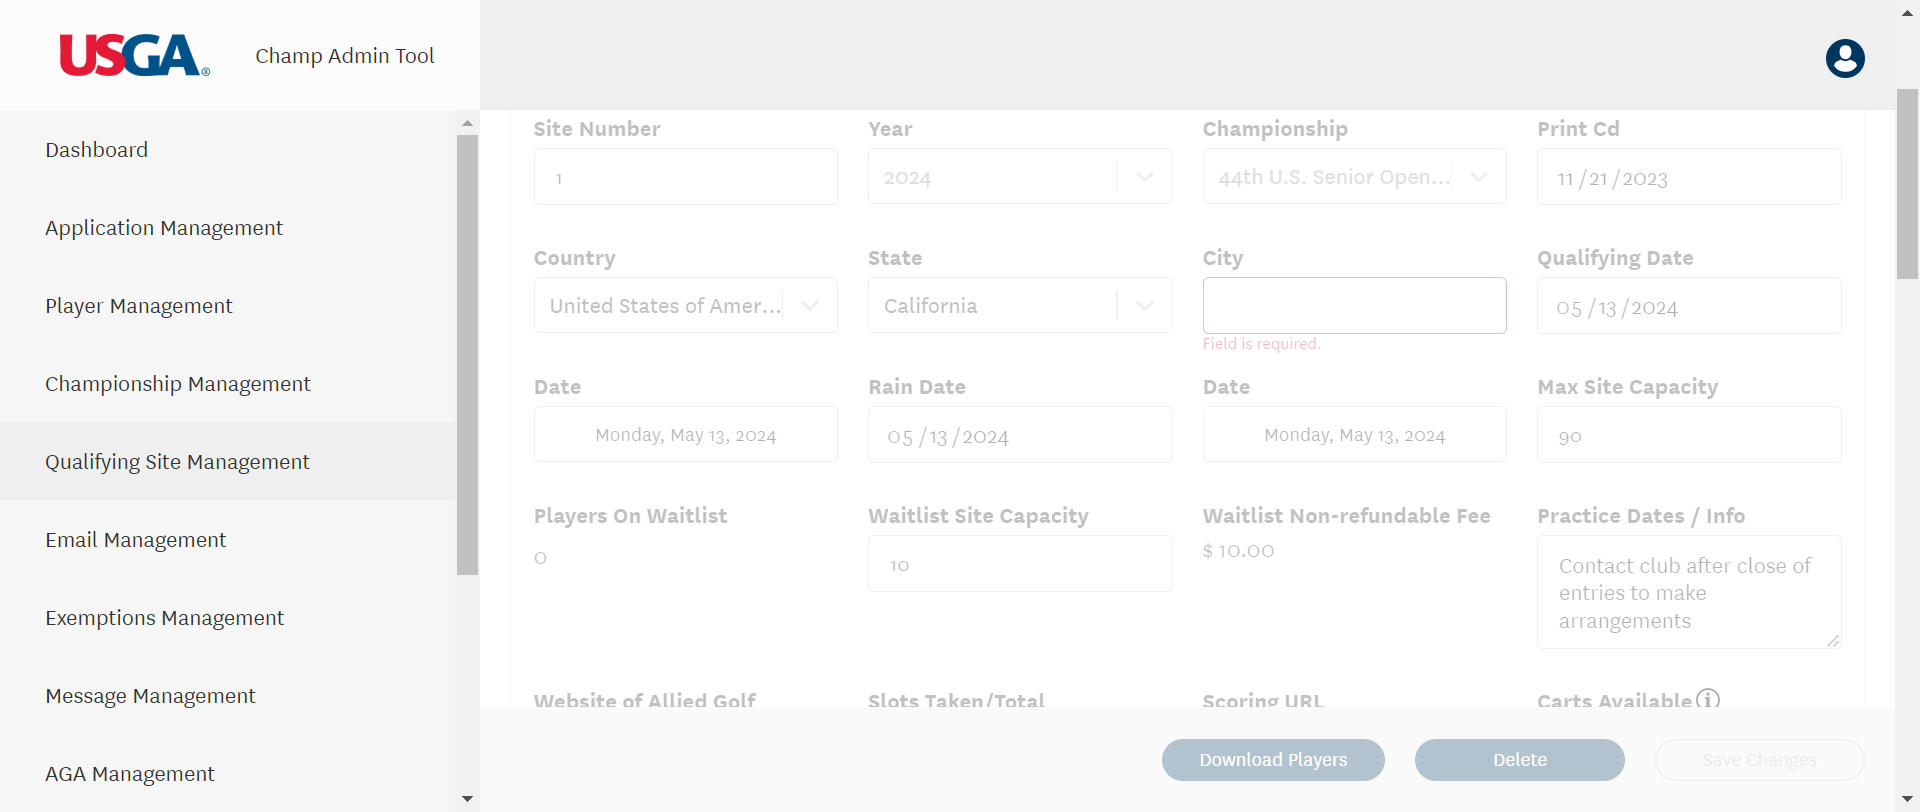 USGA®
Champ Admin Tool
Dashboard
Application Management
Player Management
Championship Management
Qualifying Site Management
Email Management
Exemptions Management
Message Management
AGA Management
Site Number
Year
Championship
Print Cd
1
2024
44th U.S. Senior Open...
11 /21 /2023
Country
State
City
Qualifying Date
United States of Amer...
California
05 /13 /2024
Field is required.
Date
Rain Date
Date
Max Site Capacity
Monday, May 13, 2024
05 /13 /2024
Monday, May 13, 2024
90
Players On Waitlist
Waitlist Site Capacity
Waitlist Non-refundable Fee
Practice Dates / Info
0
10
$ 10.00
Contact club after close of
entries to make
arrangements
Website of Allied Golf
Slots Taken/Total
Scoring URL
Carts Available
Download Players
Delete
Save Changes